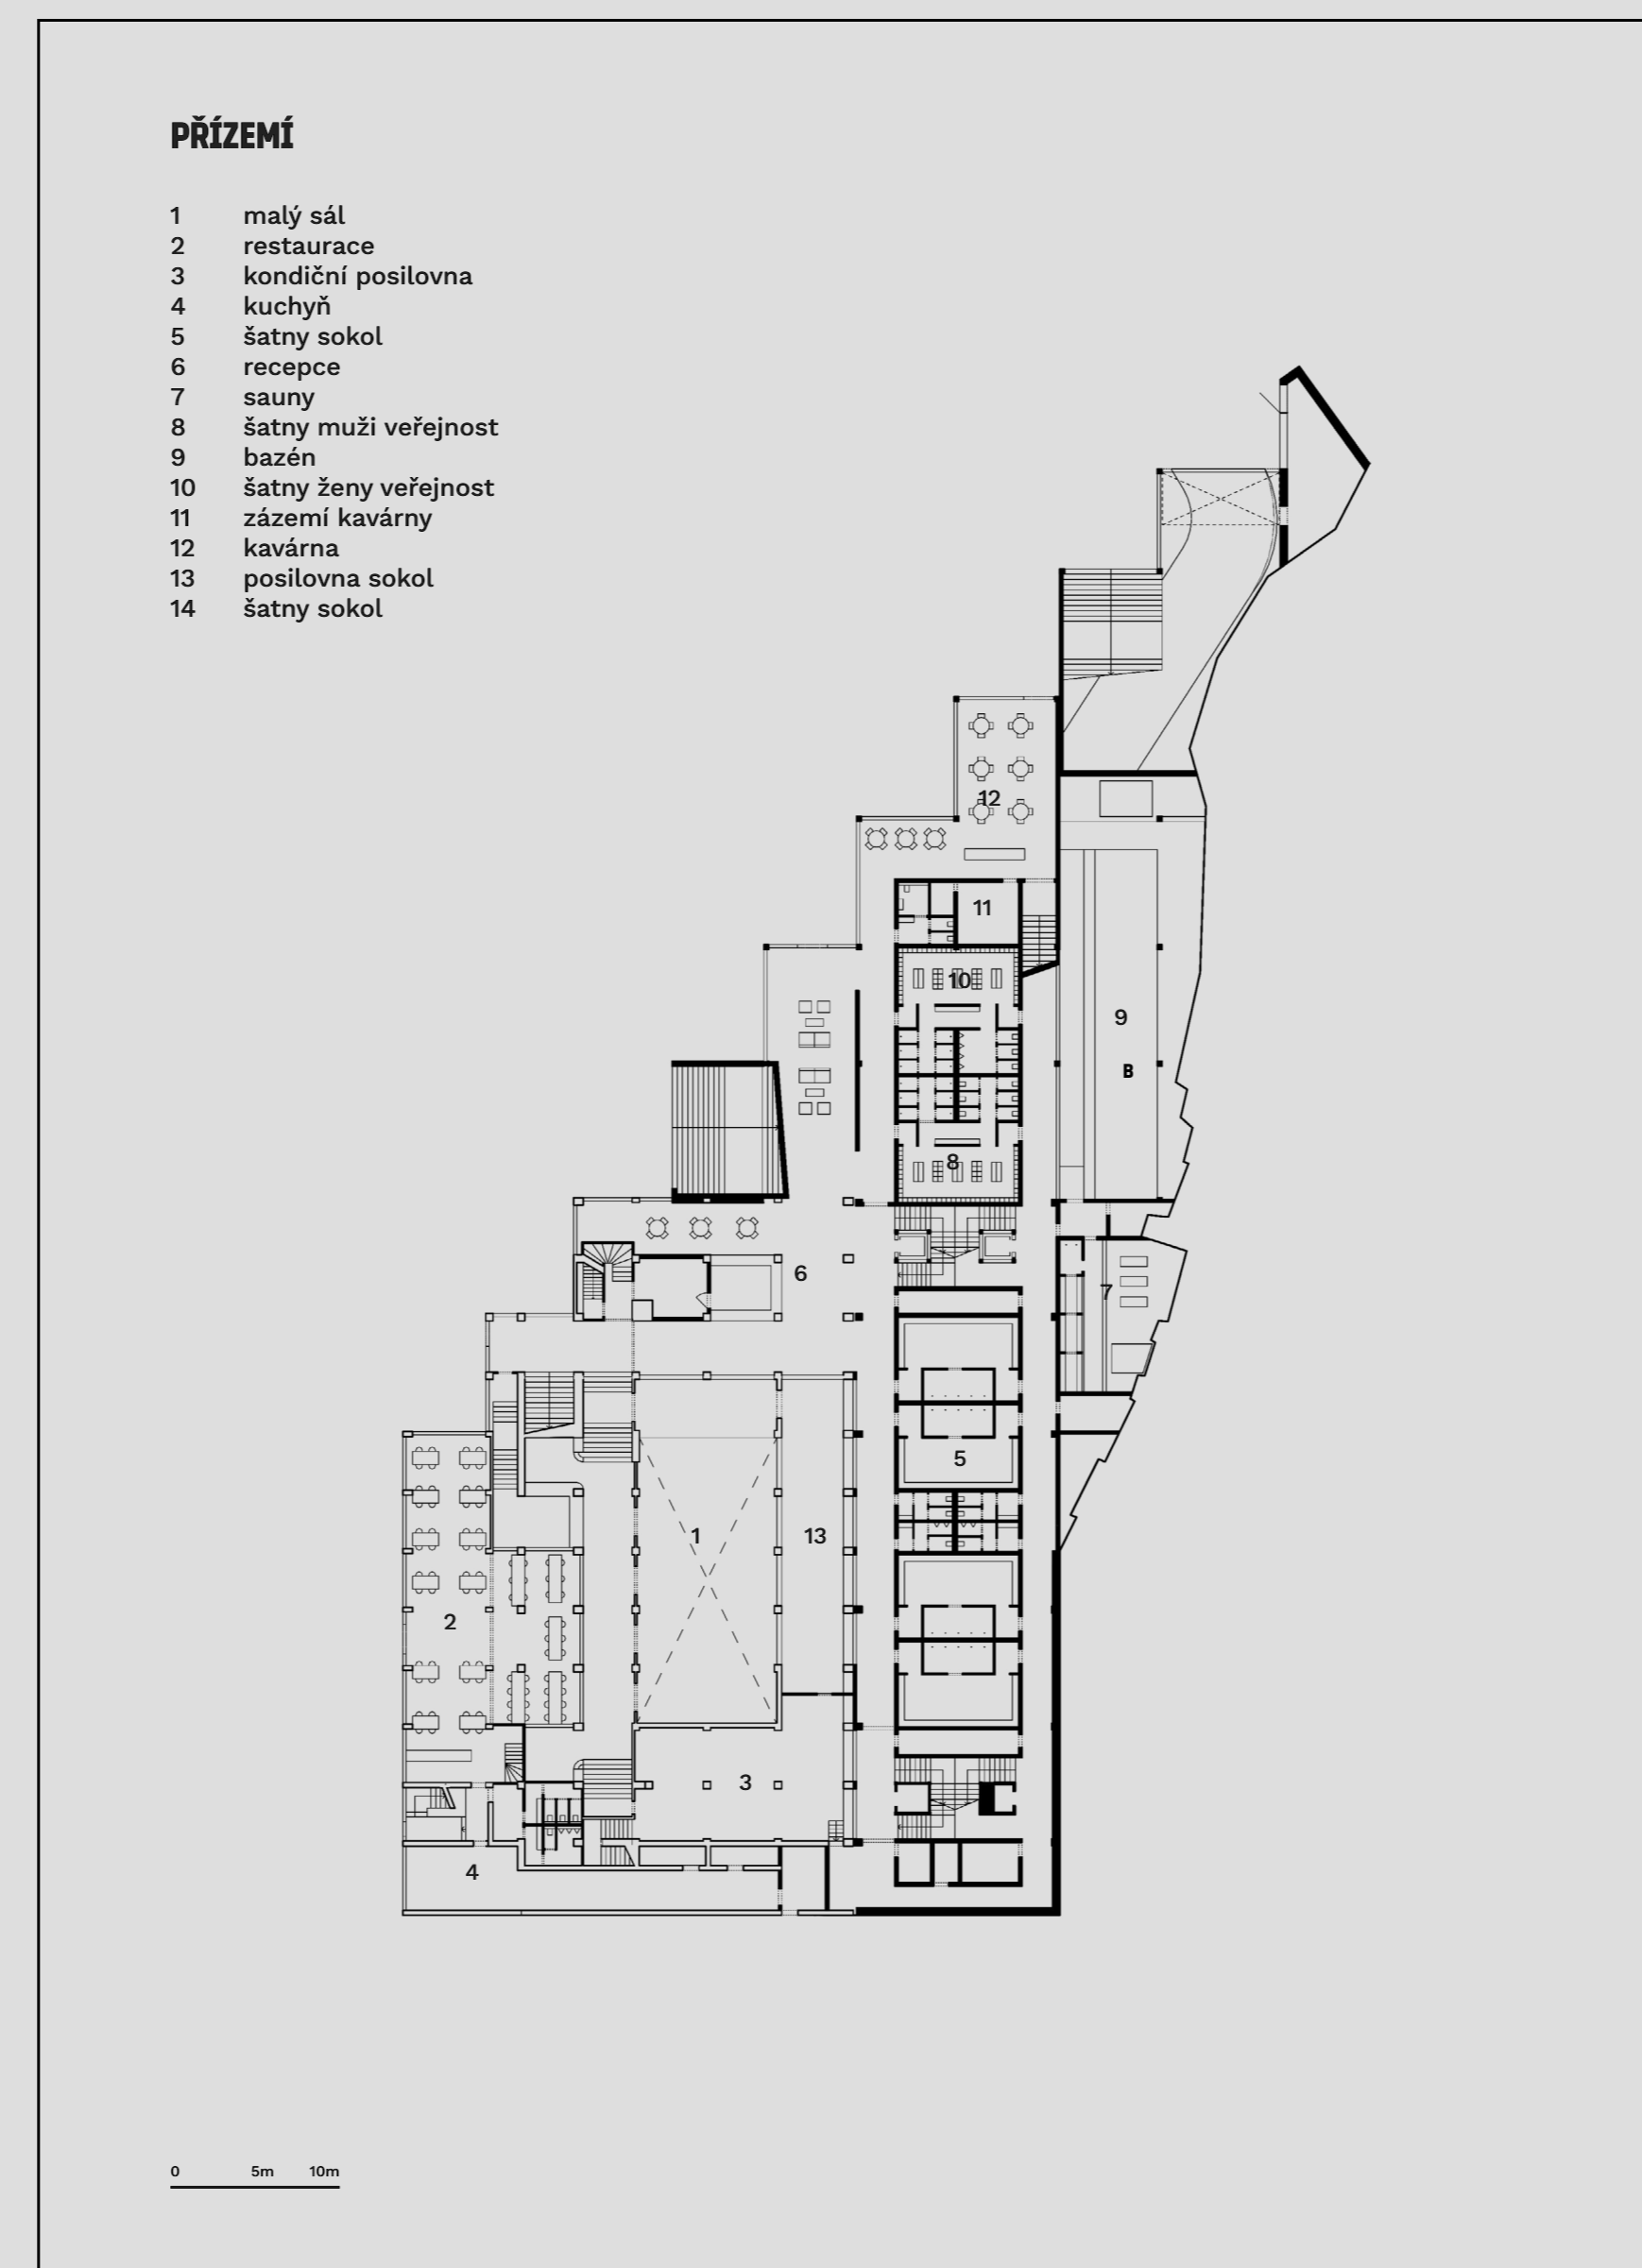 PŘÍZEMÍ
1 malý sál
2 restaurace
3 kondiční posilovna
4 kuchyň
5 šatny sokol
6 recepce
7 sauny
8 šatny muži veřejnost
9 bazén
10 šatny ženy veřejnost
11 zázemí kavárny
12 kavárna
13 posilovna sokol
14 šatny sokol
12
11
10
9
B
8
6
7
5
1
13
2
3
4
0 5m 10m